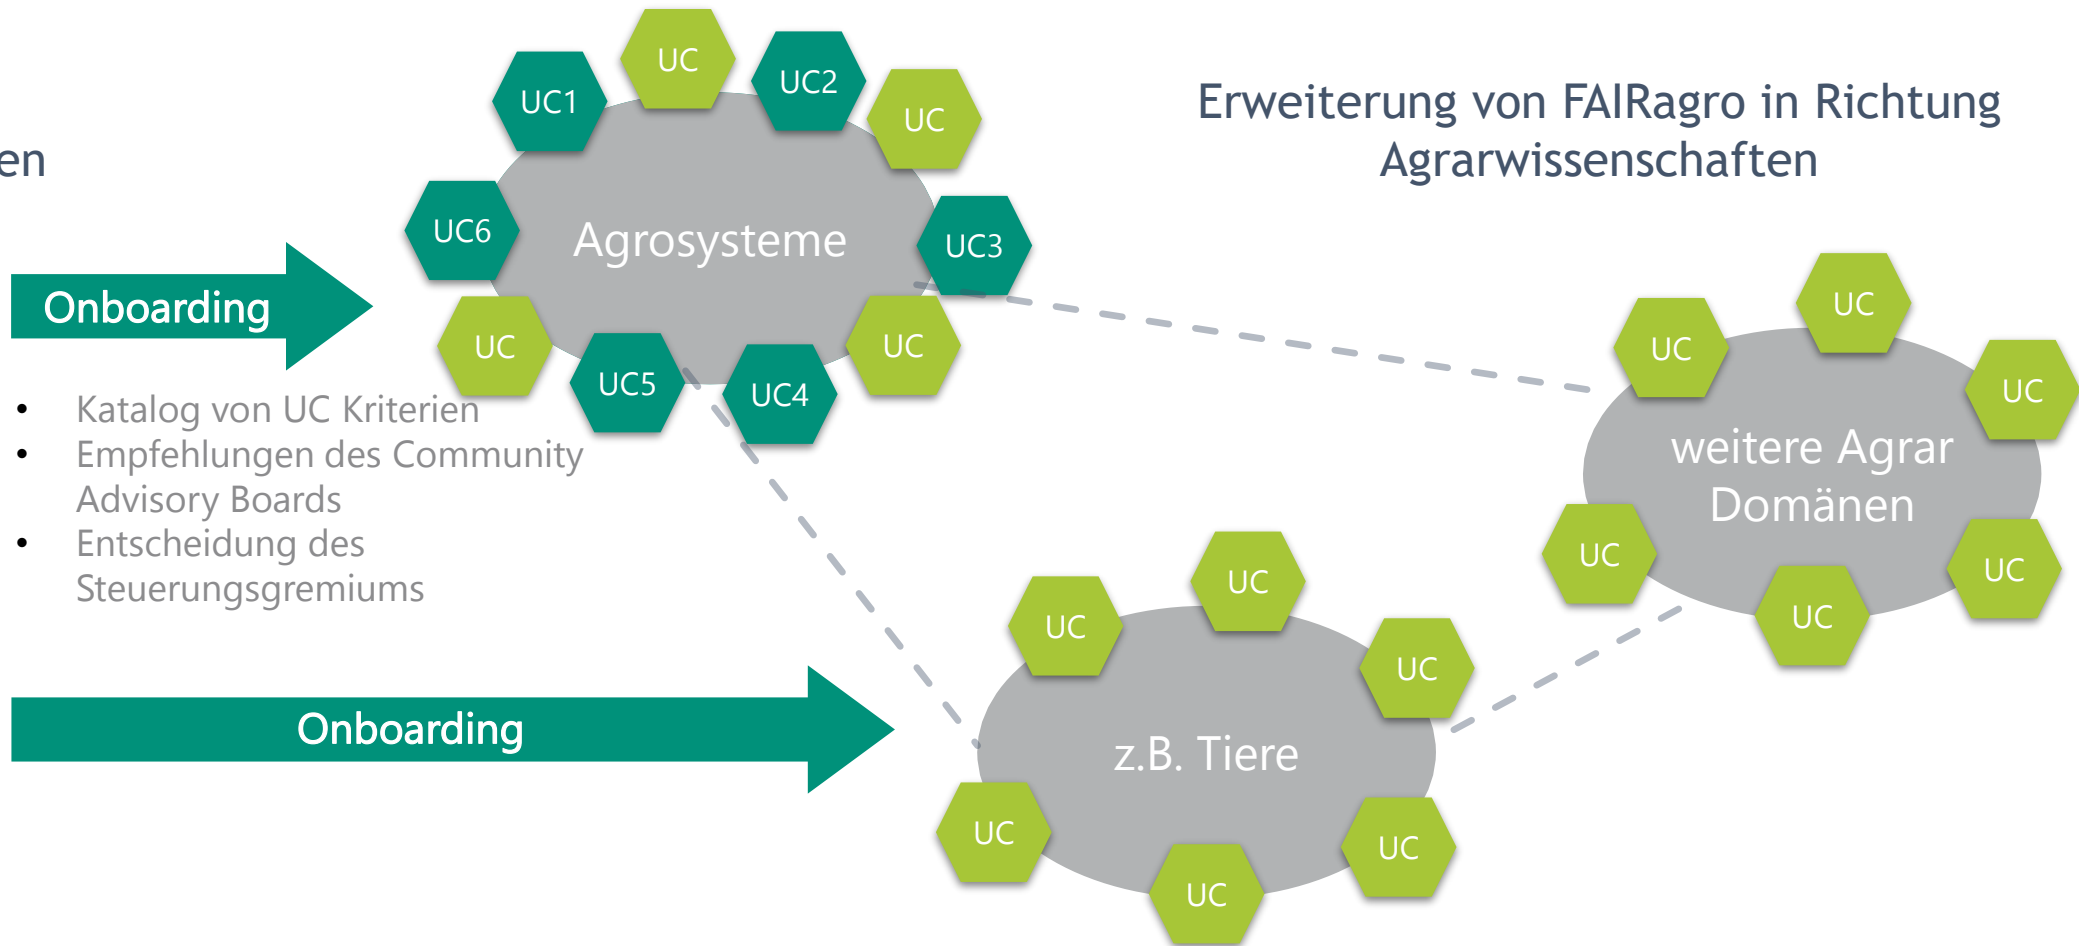 UC
UC1
UC2
UC
Erweiterung von FAIRagro in Richtung
Agrarwissenschaften
en
UC6
Agrosysteme
UC3
Onboarding
UC
UC5
UC4
UC
• Katalog von UC Kriterien
• Empfehlungen des Community
Advisory Boards
• Entscheidung des
Steuerungsgremiums
UC
UC
UC
weitere Agrar
Domänen
UC
UC
UC
Onboarding
UC
UC
UC
z.B. Tiere
UC
UC
UC